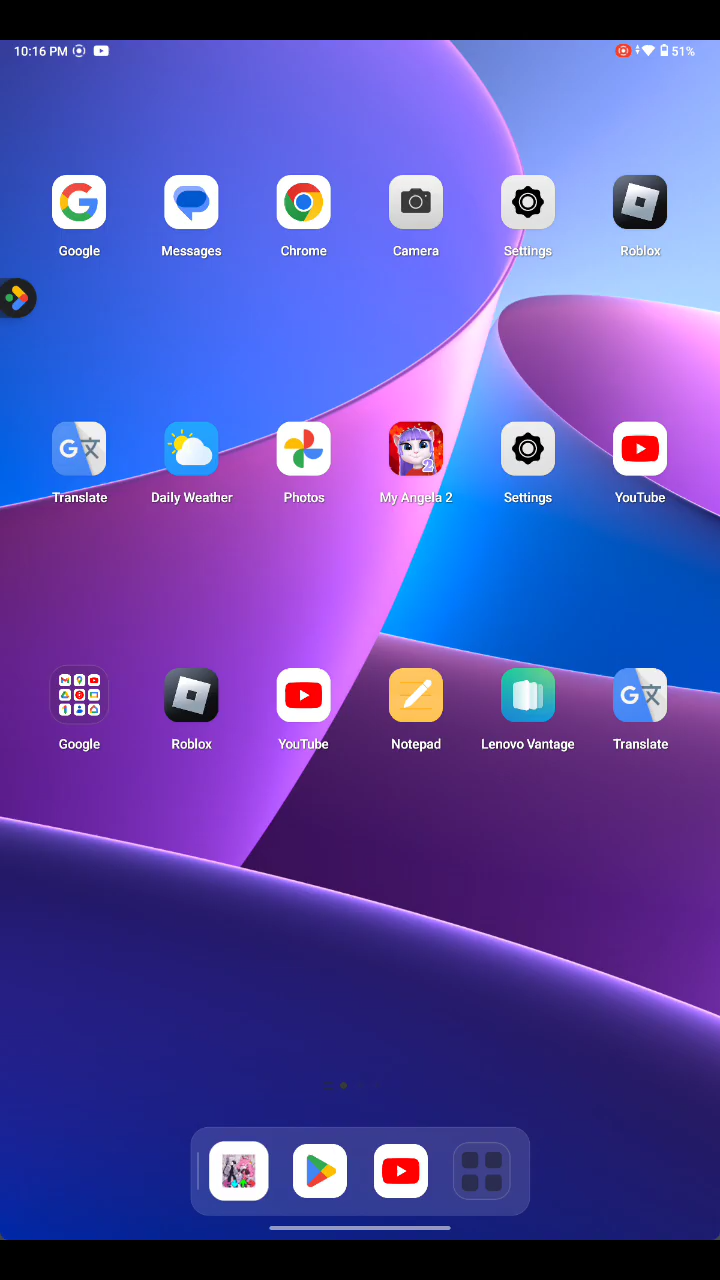 10:16 PM
51%
Google Messages Chrome Camera Settings Roblox
Translate Daily Weather Photos My Angela 2 Settings YouTube
Google Roblox YouTube Notepad Lenovo Vantage Translate